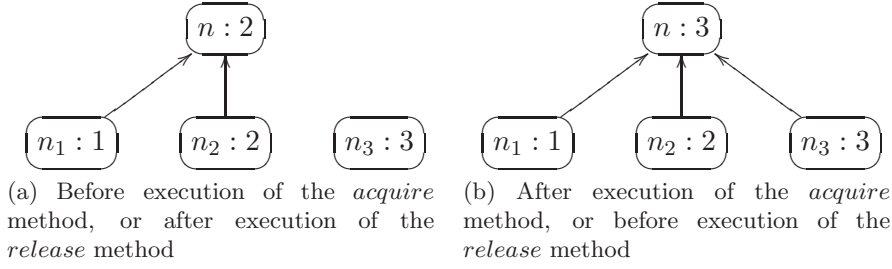 n : 2
n : 3
n₁ : 1
n₂ : 2
n₃ : 3
n₁ : 1
n₂ : 2
n₃ : 3
(a) Before execution of the acquire
method, or after execution of the
release method
(b) After execution of the acquire
method, or before execution of the
release method